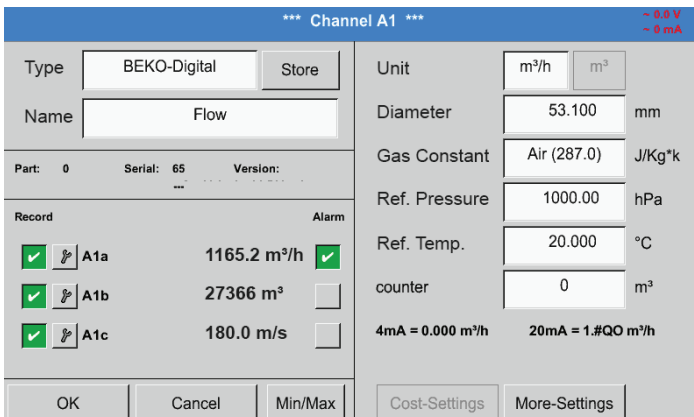 *** Channel A1 ***
~ 0.0 V
~ 0 mA
Type BEKO-Digital Store
Name Flow
Part: 0 Serial: 65 Version:
---
Record Alarm
A1a 1165.2 m³/h
A1b 27366 m³
A1c 180.0 m/s
OK Cancel Min/Max
Unit m³/h m³
Diameter 53.100 mm
Gas Constant Air (287.0) J/Kg*k
Ref. Pressure 1000.00 hPa
Ref. Temp. 20.000 °C
counter 0 m³
4mA = 0.000 m³/h 20mA = 1.#QO m³/h
Cost-Settings More-Settings